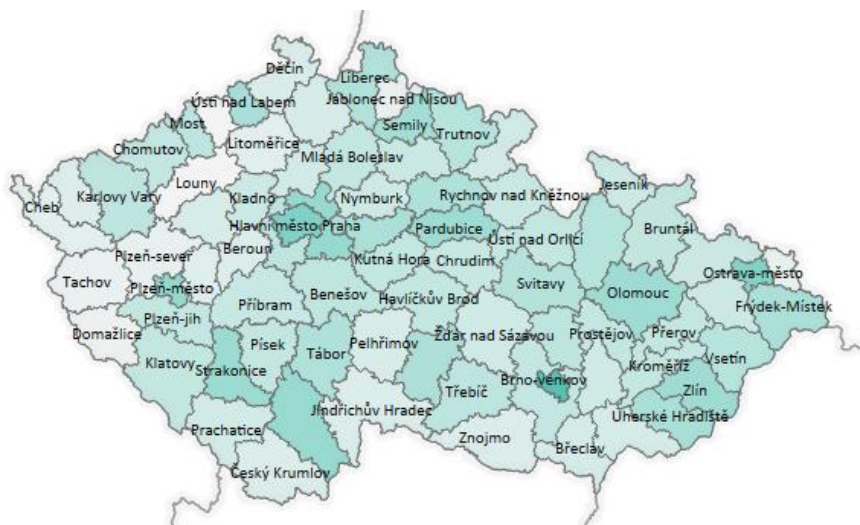 Děčín
Liberec
Ústí nad Labem
Jablonec nad Nisou
Most
Semily
Trutnov
Chomutov
Litoměřice
Mladá Boleslav
Louny
Karlovy Vary
Kladno
Nymburk
Rychnov nad Kněžnou
Jeseník
Cheb
Hlavní město Praha
Pardubice
Bruntál
Beroun
Ústí nad Orlicí
Plzeň-sever
Kutná Hora
Chrudim
Ostrava-město
Tachov
Plzeň-město
Svitavy
Olomouc
Příbram
Benešov
Havlíčkův Brod
Frýdek-Místek
Plzeň-jih
Domažlice
Písek
Pelhřimov
Žďár nad Sázavou
Prostějov
Přerov
Klatovy
Strakonice
Tábor
Vsetín
Kroměříž
Třebíč
Brno-venkov
Zlín
Jindřichův Hradec
Uherské Hradiště
Prachatice
Znojmo
Břeclav
Český Krumlov